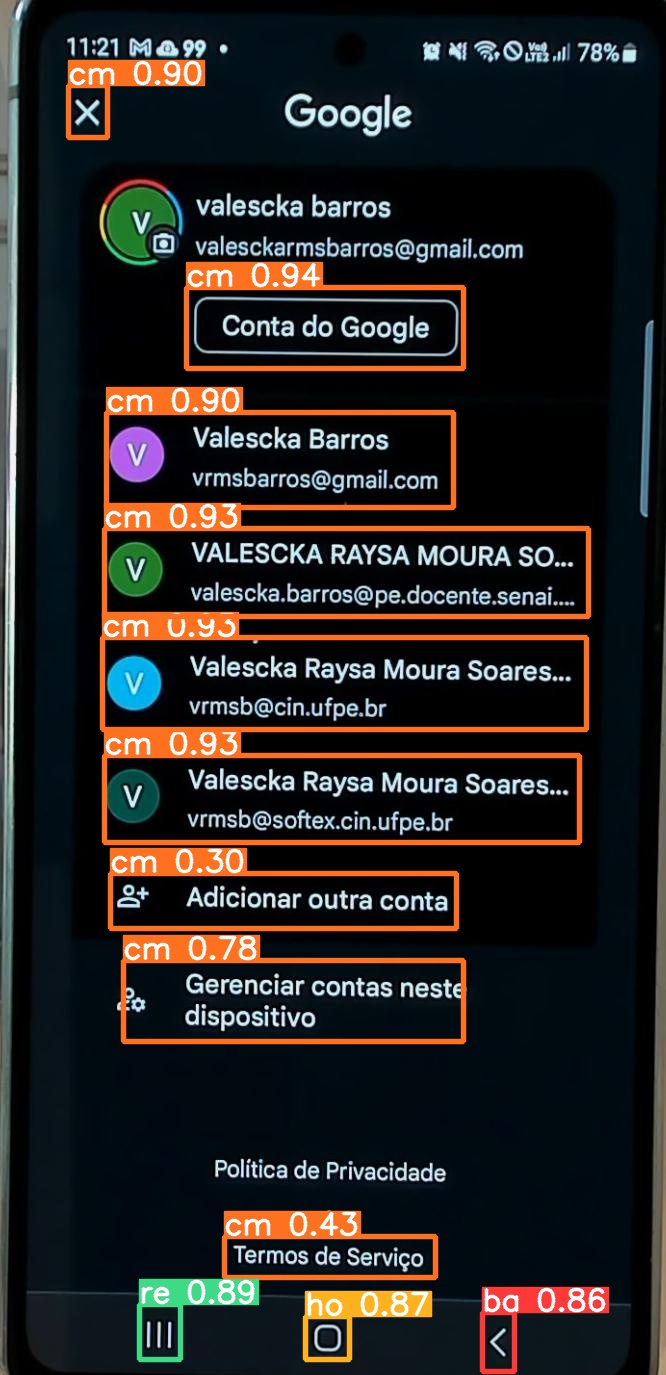 11:21 99 78%
cm 0.90
Google
V valescka barros
valesckarmsbarros@gmail.com
cm 0.94
Conta do Google
cm 0.90
V Valescka Barros
vrmsbarros@gmail.com
cm 0.93
V VALESCKA RAYSA MOURA SO...
valescka.barros@pe.docente.senai....
cm 0.93
V Valescka Raysa Moura Soares...
vrmsb@cin.ufpe.br
cm 0.93
V Valescka Raysa Moura Soares...
vrmsb@softex.cin.ufpe.br
cm 0.30
Adicionar outra conta
cm 0.78
Gerenciar contas neste
dispositivo
Política de Privacidade
cm 0.43
Termos de Serviço
re 0.89 ho 0.87 ba 0.86